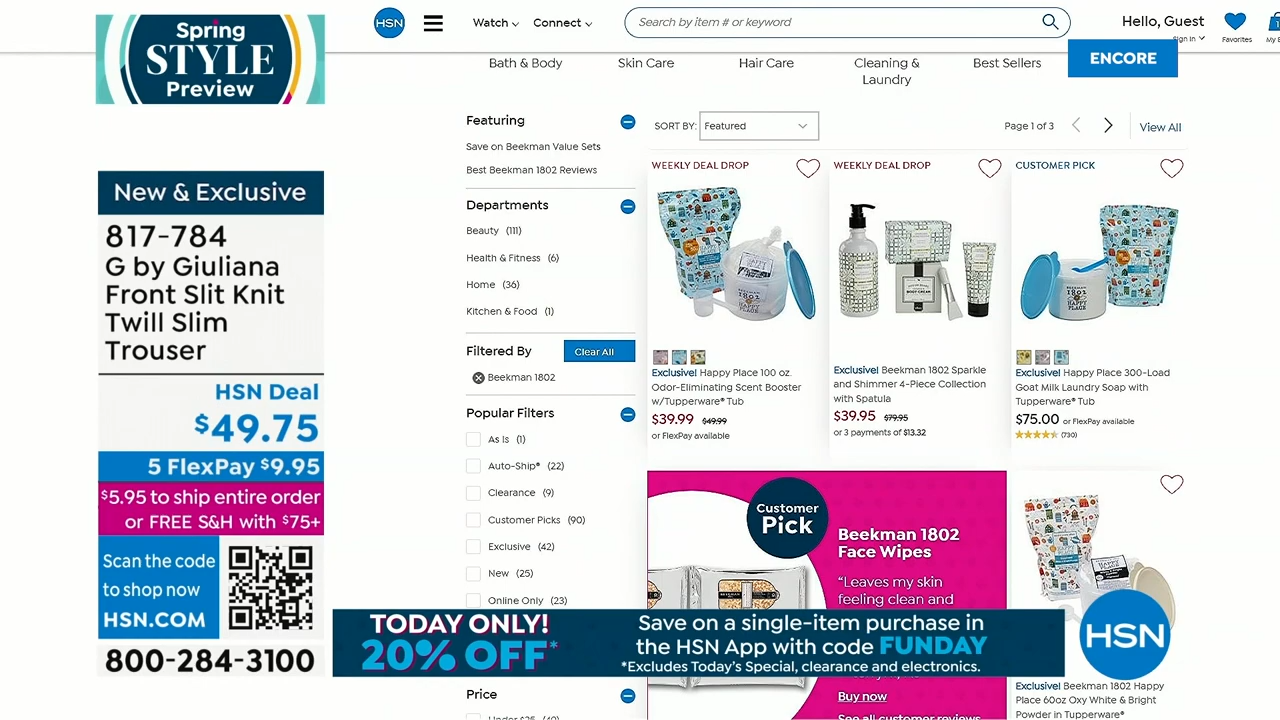 Spring
STYLE
Preview
New & Exclusive
817-784
G by Giuliana
Front Slit Knit
Twill Slim
Trouser
HSN Deal
$49.75
5 FlexPay $9.95
$5.95 to ship entire order
or FREE S&H with $75+
Scan the code
to shop now
HSN.COM
800-284-3100
HSN
Watch
Connect
Search by item # or keyword
Hello, Guest
Sign In
Favorites
ENCORE
Bath & Body
Skin Care
Hair Care
Cleaning &
Laundry
Best Sellers
Featuring
Save on Beekman Value Sets
Best Beekman 1802 Reviews
Departments
Beauty (111)
Health & Fitness (6)
Home (36)
Kitchen & Food (1)
Filtered By
Clear All
Beekman 1802
Popular Filters
As Is (1)
Auto-Ship® (22)
Clearance (9)
Customer Picks (90)
Exclusive (42)
New (25)
Online Only (23)
Price
SORT BY: Featured
Page 1 of 3
View All
WEEKLY DEAL DROP
Exclusive! Happy Place 100 oz.
Odor-Eliminating Scent Booster
w/Tupperware® Tub
$39.99 $49.99
or FlexPay available
WEEKLY DEAL DROP
Exclusive! Beekman 1802 Sparkle
and Shimmer 4-Piece Collection
with Spatula
$39.95 $79.95
or 3 payments of $13.32
CUSTOMER PICK
BEEKMAN
1802
HAPPY
PLACE
Exclusive! Happy Place 300-Load
Goat Milk Laundry Soap with
Tupperware® Tub
$75.00 or FlexPay available
(730)
Customer
Pick
Beekman 1802
Face Wipes
"Leaves my skin
feeling clean and
Buy now
See all customer reviews
Exclusive! Beekman 1802 Happy
Place 60oz Oxy White & Bright
Powder in Tupperware®
TODAY ONLY!
20% OFF*
Save on a single-item purchase in
the HSN App with code FUNDAY
*Excludes Today's Special, clearance and electronics.
HSN